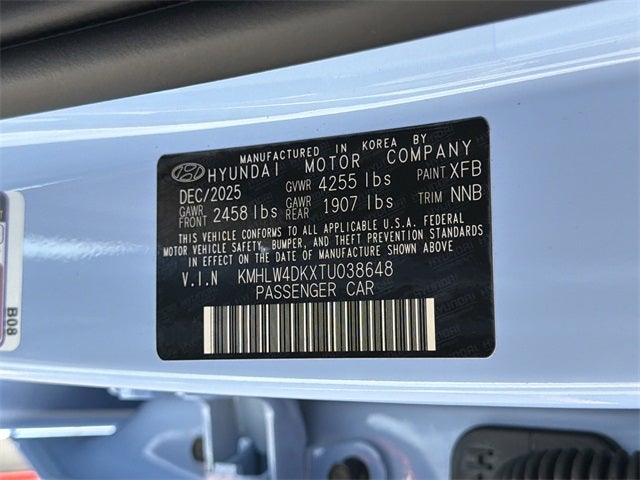 MANUFACTURED IN KOREA BY
HYUNDAI MOTOR COMPANY
DEC/2025 GVWR 4255 lbs PAINT XFB
GAWR FRONT 2458 lbs GAWR REAR 1907 lbs TRIM NNB
THIS VEHICLE CONFORMS TO ALL APPLICABLE U.S.A. FEDERAL
MOTOR VEHICLE SAFETY, BUMPER, AND THEFT PREVENTION STANDARDS
IN EFFECT ON THE DATE OF MANUFACTURE SHOWN ABOVE
V.I.N KMHLW4DKXTU038648
PASSENGER CAR
B08